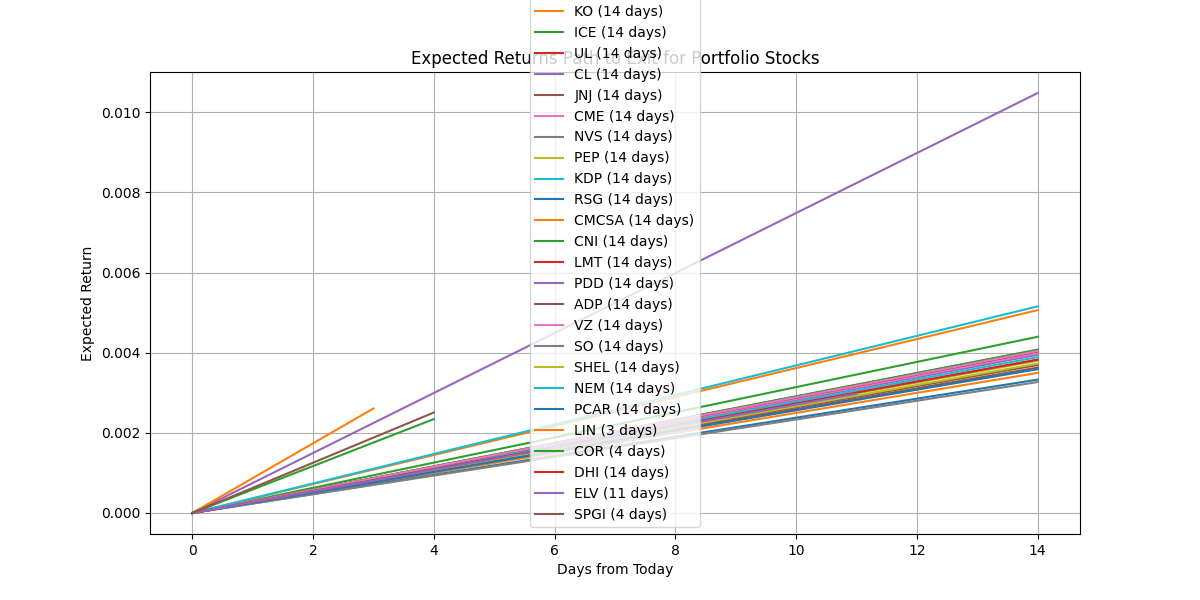 KO (14 days)
ICE (14 days)
UL (14 days)
Expected Returns Path to Exit for Portfolio Stocks
CL (14 days)
JNJ (14 days)
CME (14 days)
NVS (14 days)
PEP (14 days)
KDP (14 days)
RSG (14 days)
CMCSA (14 days)
CNI (14 days)
LMT (14 days)
PDD (14 days)
ADP (14 days)
VZ (14 days)
SO (14 days)
SHEL (14 days)
NEM (14 days)
PCAR (14 days)
LIN (3 days)
COR (4 days)
DHI (14 days)
ELV (11 days)
SPGI (4 days)
0.010
0.008
0.006
0.004
0.002
0.000
Expected Return
0 2 4 6 8 10 12 14
Days from Today